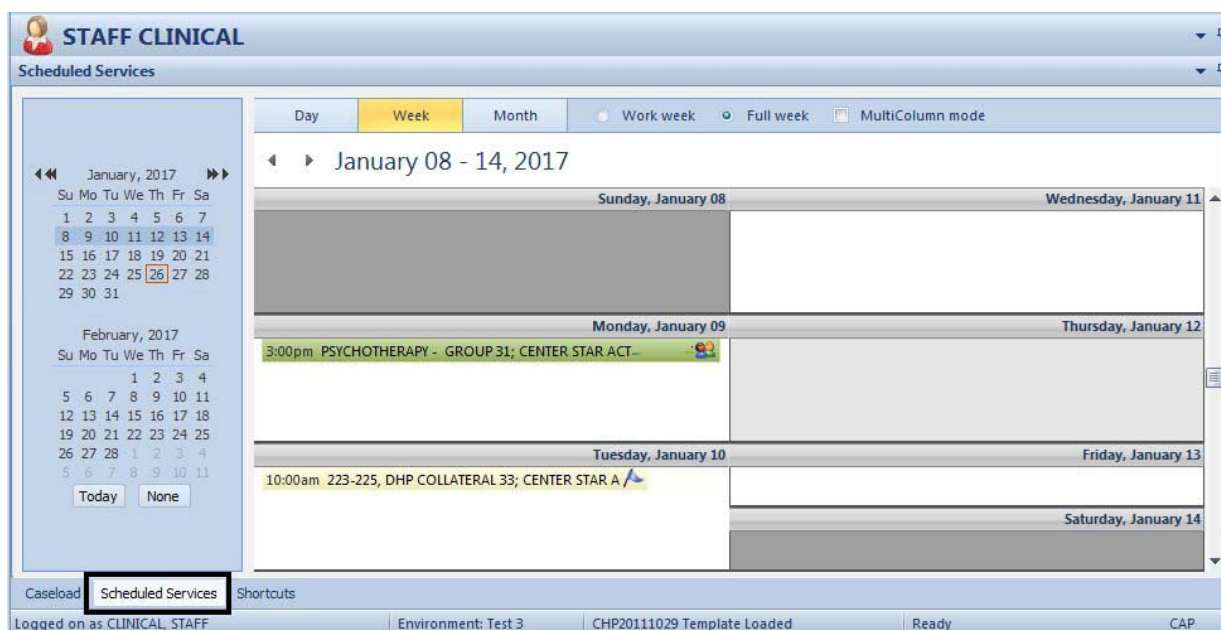 STAFF CLINICAL
Scheduled Services
Day Week Month Work week Full week MultiColumn mode
January 08 - 14, 2017
January, 2017
Su Mo Tu We Th Fr Sa
1 2 3 4 5 6 7
8 9 10 11 12 13 14
15 16 17 18 19 20 21
22 23 24 25 26 27 28
29 30 31
February, 2017
Su Mo Tu We Th Fr Sa
1 2 3 4
5 6 7 8 9 10 11
12 13 14 15 16 17 18
19 20 21 22 23 24 25
26 27 28 1 2 3 4
5 6 7 8 9 10 11
Today None
Sunday, January 08
Monday, January 09
3:00pm PSYCHOTHERAPY - GROUP 31; CENTER STAR ACT
Tuesday, January 10
10:00am 223-225, DHP COLLATERAL 33; CENTER STAR A
Wednesday, January 11
Thursday, January 12
Friday, January 13
Saturday, January 14
Caseload Scheduled Services Shortcuts
Logged on as CLINICAL, STAFF Environment: Test 3 CHP20111029 Template Loaded Ready CAP